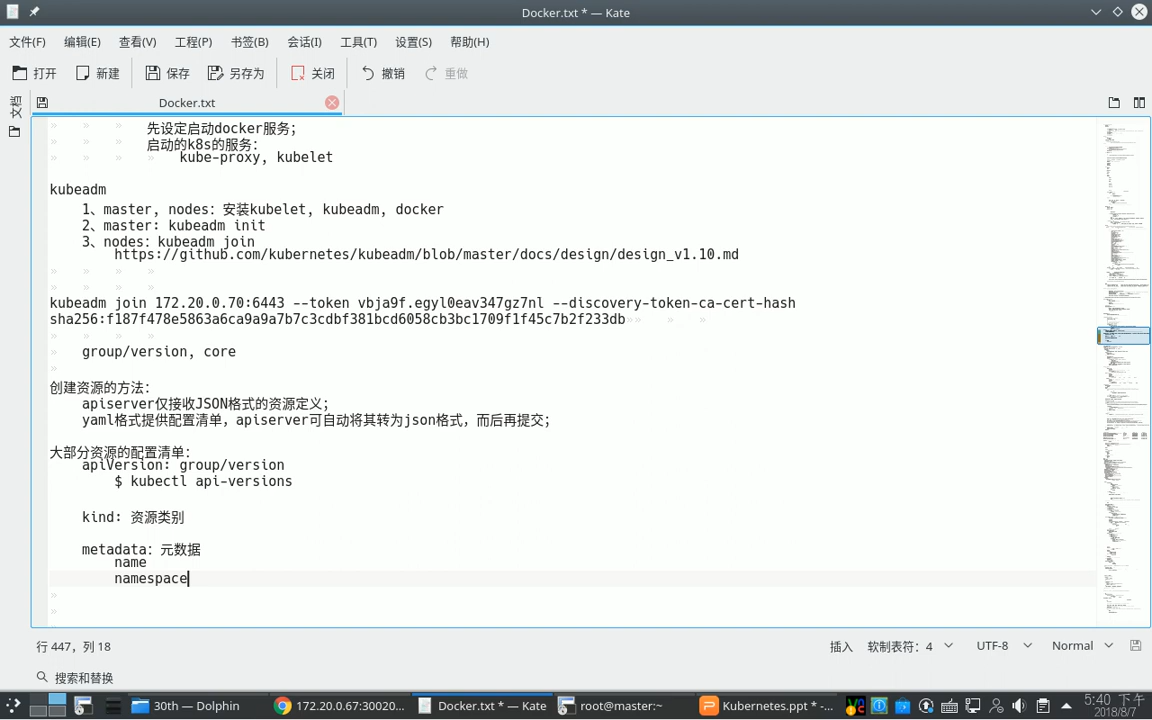 Docker.txt * — Kate
文件(F) 编辑(E) 查看(V) 工程(P) 书签(B) 会话(I) 工具(T) 设置(S) 帮助(H)
打开 新建 保存 另存为 关闭 撤销 重做
文档
Docker.txt
先设定启动docker服务;
启动的k8s的服务:
kube-proxy, kubelet
kubeadm
1、master, nodes: 安装kubelet, kubeadm, docker
2、master: kubeadm init
3、nodes: kubeadm join
https://github.com/kubernetes/kubeadm/blob/master/docs/design/design_v1.10.md
kubeadm join 172.20.0.70:6443 --token vbja9f.egyl0eav347gz7nl --discovery-token-ca-cert-hash
sha256:f187f478e5863a6ca9a9a7b7c3cdbf381bcd6058cb3bc1709f1f45c7b2f233db
group/version, core
创建资源的方法:
apiserver仅接收JSON格式的资源定义;
yaml格式提供配置清单, apiserver可自动将其转为json格式, 而后再提交;
大部分资源的配置清单:
apiVersion: group/version
$ kubectl api-versions
kind: 资源类别
metadata: 元数据
name
namespace
行 447, 列 18 插入 软制表符: 4 UTF-8 Normal
搜索和替换
30th — Dolphin 172.20.0.67:30020... Docker.txt * — Kate root@master:~ Kubernetes.ppt * -... 5:40 下午
2018/8/7